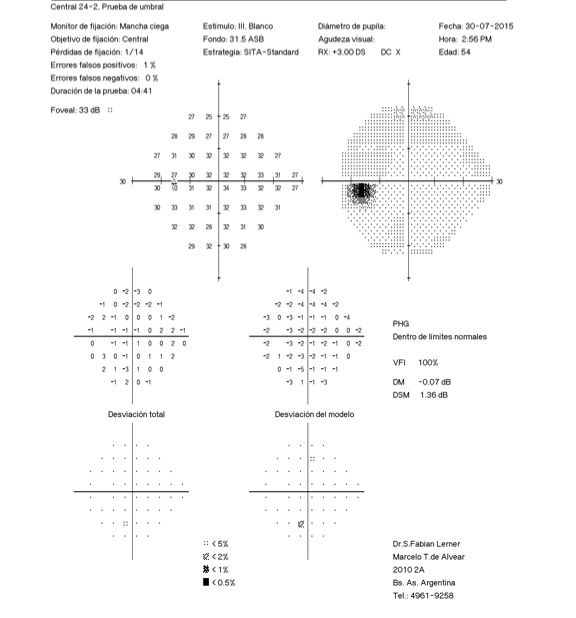 Central 24-2, Prueba de umbral
Monitor de fijación: Mancha ciega
Objetivo de fijación: Central
Pérdidas de fijación: 1/14
Errores falsos positivos: 1 %
Errores falsos negativos: 0 %
Duración de la prueba: 04:41
Estímulo: III, Blanco
Fondo: 31.5 ASB
Estrategia: SITA-Standard
Diámetro de pupila:
Agudeza visual:
RX: +3.00 DS DC X
Fecha: 30-07-2015
Hora: 2:56 PM
Edad: 54
Foveal: 33 dB
27 25 25 27
28 29 27 27 28 28
27 31 30 32 32 32 32 27
29 27 30 32 32 32 33 31 27
30 30
30 31 32 34 33 32 32 27
30 33 31 31 32 33 32 31
32 32 28 32 31 30
29 32 30 28
0 -2 -3 0
-1 0 -2 -2 -2 -1
-2 2 -1 0 0 0 1 -2
-1 -1 -1 -1 0 2 2 -1
0 -1 -1 1 0 0 2 0
0 3 0 -1 0 1 1 2
2 1 -3 1 0 0
-1 2 0 -1
Desviación total
-1 -4 -4 -2
-2 -2 -4 -4 -4 -2
-3 0 -3 -1 -1 -1 0 -4
-2 -3 -2 -2 -2 0 0 -2
-2 -3 -2 -1 -2 -1 0 -2
-2 1 -2 -3 -2 -1 -1 0
0 -1 -5 -1 -1 -1
-3 1 -1 -3
Desviación del modelo
PHG
Dentro de límites normales
VFI 100%
DM -0.07 dB
DSM 1.36 dB
< 5%
< 2%
< 1%
< 0.5%
Dr.S.Fabian Lerner
Marcelo T.de Alvear
2010 2A
Bs. As. Argentina
Tel.: 4961-9258